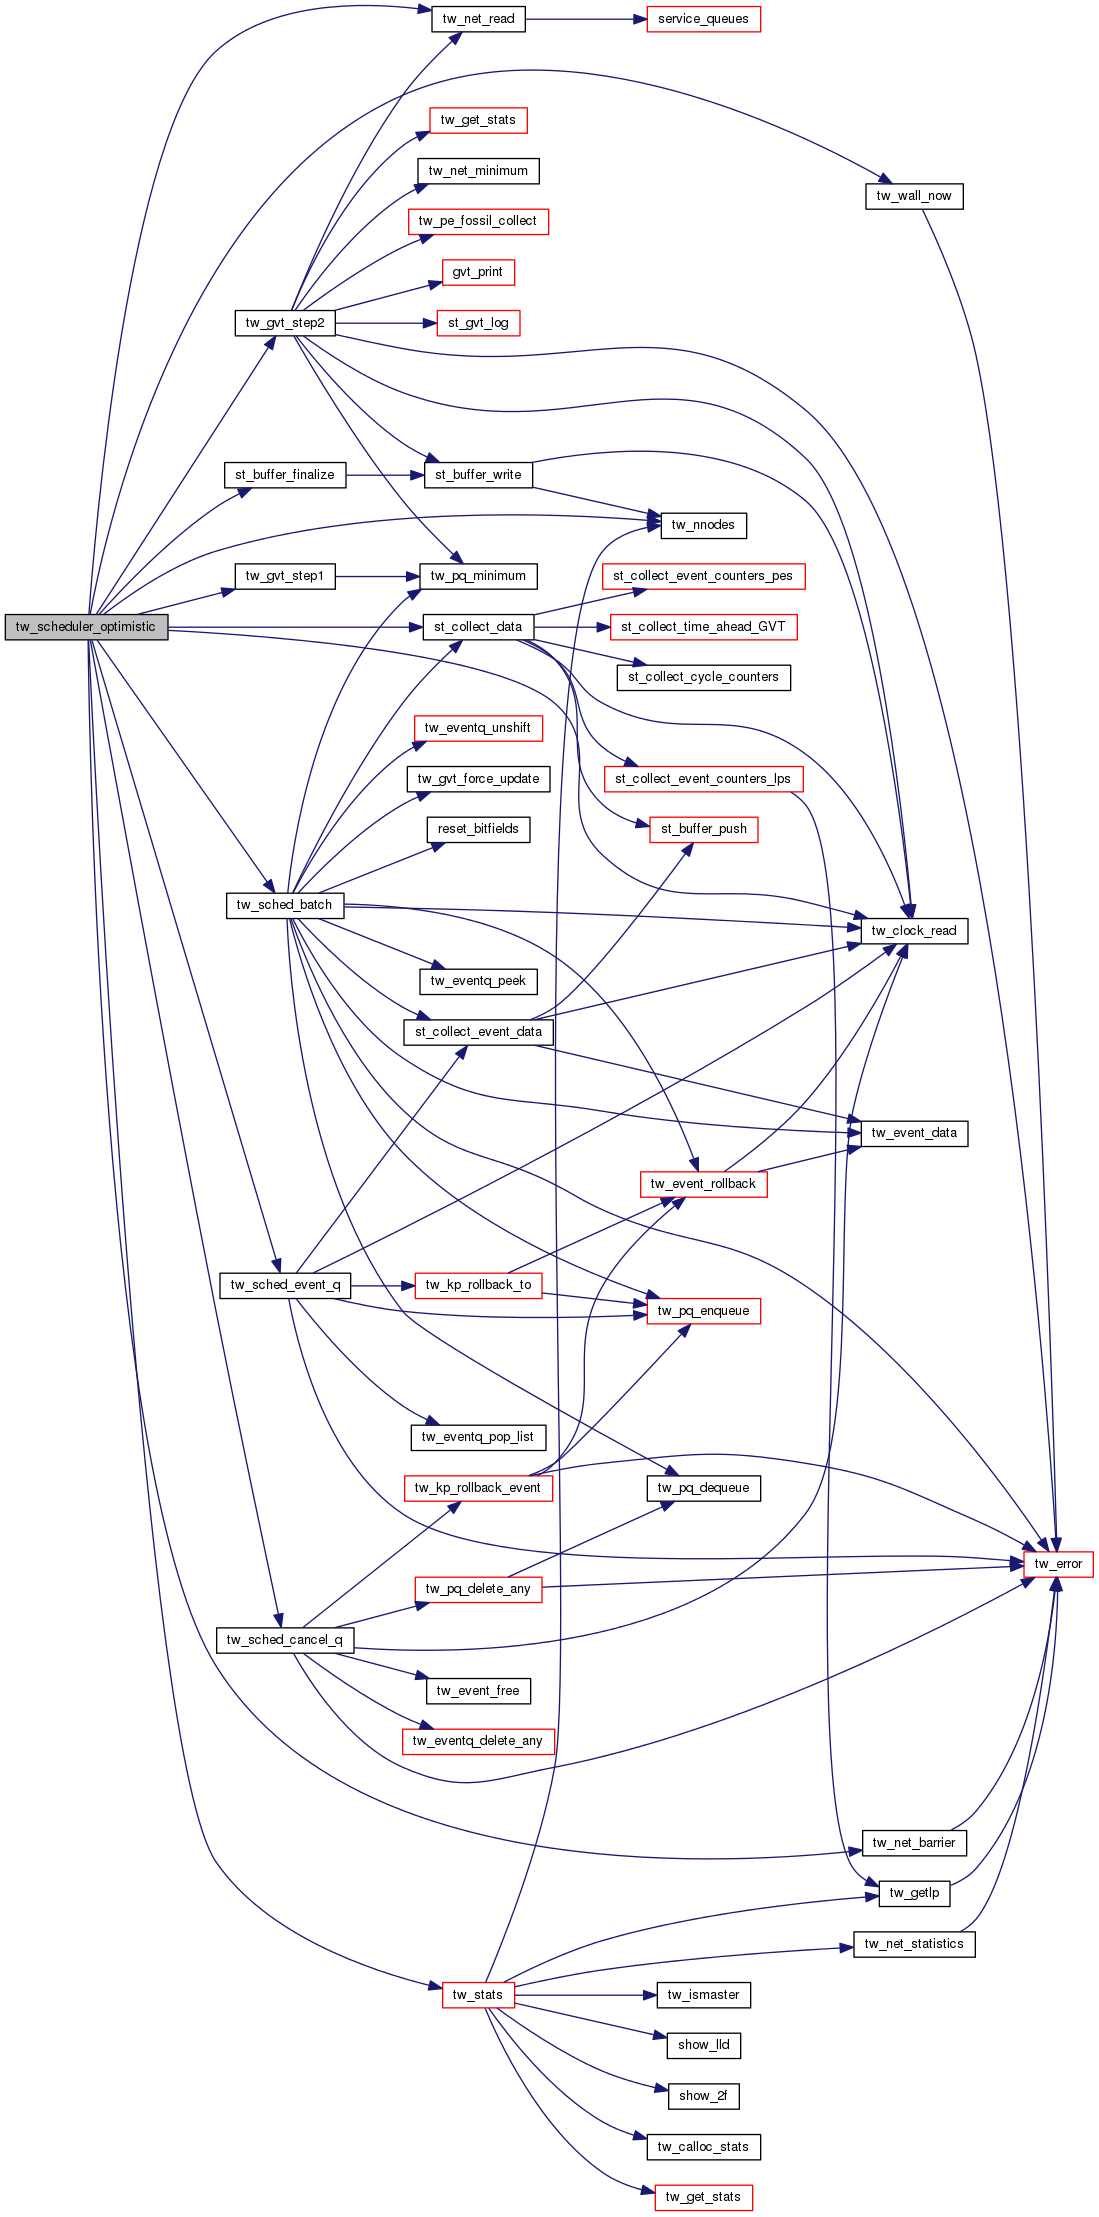 tw_net_read
service_queues
tw_get_stats
tw_net_minimum
tw_wall_now
tw_pe_fossil_collect
gvt_print
tw_gvt_step2
st_gvt_log
st_buffer_finalize
st_buffer_write
tw_nnodes
tw_gvt_step1
tw_pq_minimum
st_collect_event_counters_pes
tw_scheduler_optimistic
st_collect_data
st_collect_time_ahead_GVT
st_collect_cycle_counters
tw_eventq_unshift
tw_gvt_force_update
st_collect_event_counters_lps
reset_bitfields
st_buffer_push
tw_sched_batch
tw_clock_read
tw_eventq_peek
st_collect_event_data
tw_event_data
tw_event_rollback
tw_sched_event_q
tw_kp_rollback_to
tw_pq_enqueue
tw_eventq_pop_list
tw_kp_rollback_event
tw_pq_dequeue
tw_error
tw_pq_delete_any
tw_sched_cancel_q
tw_event_free
tw_eventq_delete_any
tw_net_barrier
tw_getlp
tw_net_statistics
tw_stats
tw_ismaster
show_lld
show_2f
tw_calloc_stats
tw_get_stats